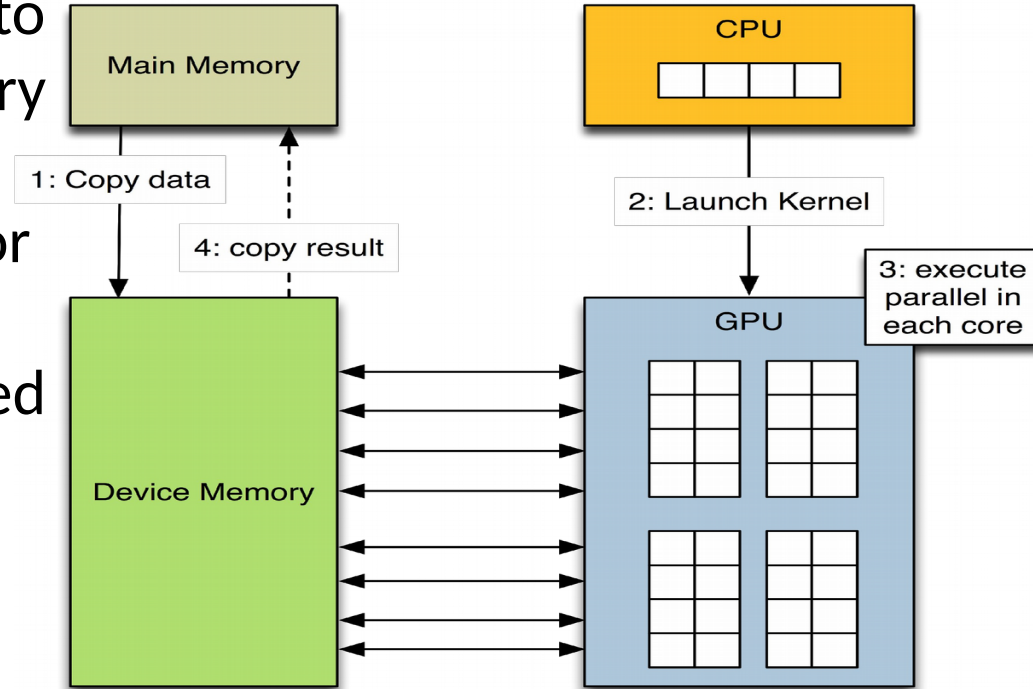 to
ry
or
ed
Main Memory
CPU
1: Copy data
2: Launch Kernel
4: copy result
3: execute
parallel in
each core
GPU
Device Memory